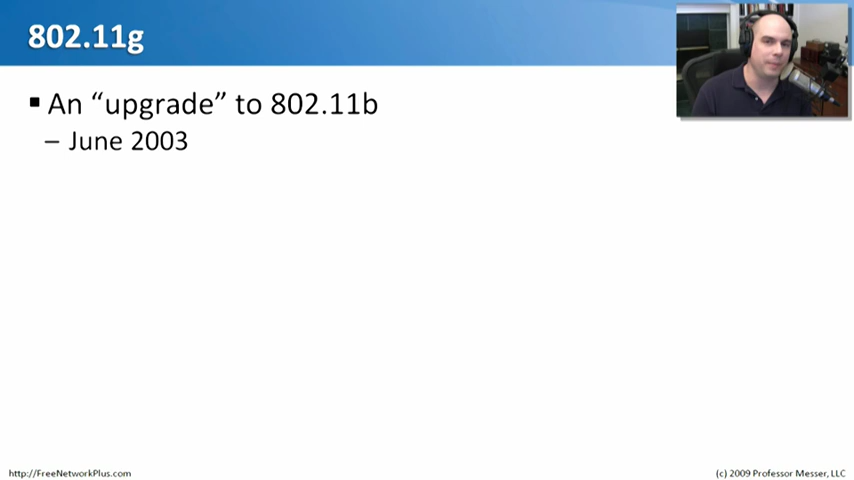 802.11g
▪ An “upgrade” to 802.11b
– June 2003
http://FreeNetworkPlus.com
(c) 2009 Professor Messer, LLC